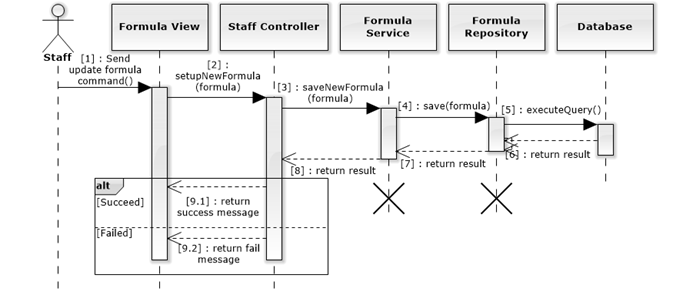 Formula View
Staff Controller
Formula
Service
Formula
Repository
Database
Staff
[1] : Send
update formula
command()
[2] :
setupNewFormula
(formula)
[3] : saveNewFormula
(formula)
[4] : save(formula)
[5] : executeQuery()
[6] : return result
[7] : return result
[8] : return result
alt
[Succeed]
[9.1] : return
success message
[Failed]
[9.2] : return fail
message